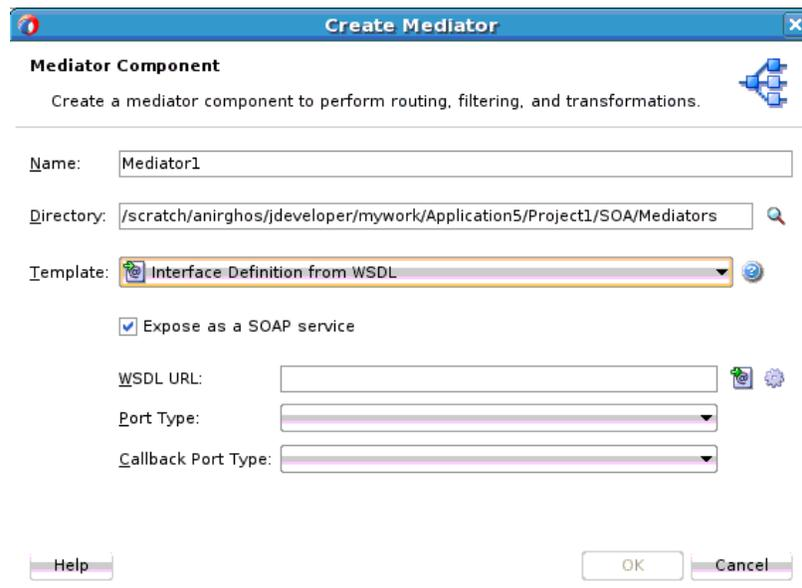 Create Mediator
Mediator Component
Create a mediator component to perform routing, filtering, and transformations.
Name: Mediator1
Directory: /scratch/anirghos/jdeveloper/mywork/Application5/Project1/SOA/Mediators
Template: Interface Definition from WSDL
Expose as a SOAP service
WSDL URL:
Port Type:
Callback Port Type:
Help OK Cancel